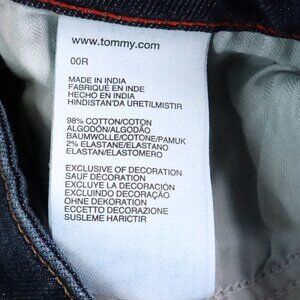 www.tommy.com
00R
MADE IN INDIA
FABRIQUÉ EN INDE
HECHO EN INDIA
HINDISTAN'DA URETILMISTIR
98% COTTON/COTON
ALGODÓN/ALGODÃO
BAUMWOLLE/COTONE/PAMUK
2% ELASTANE/ELASTANO
ELASTAN/ELASTOMERO
EXCLUSIVE OF DECORATION
SAUF DÉCORATION
EXCLUYE LA DECORACIÓN
EXCLUINDO DECORAÇÃO
OHNE DEKORATION
ECCETTO DECORAZIONE
SUSLEME HARICTIR